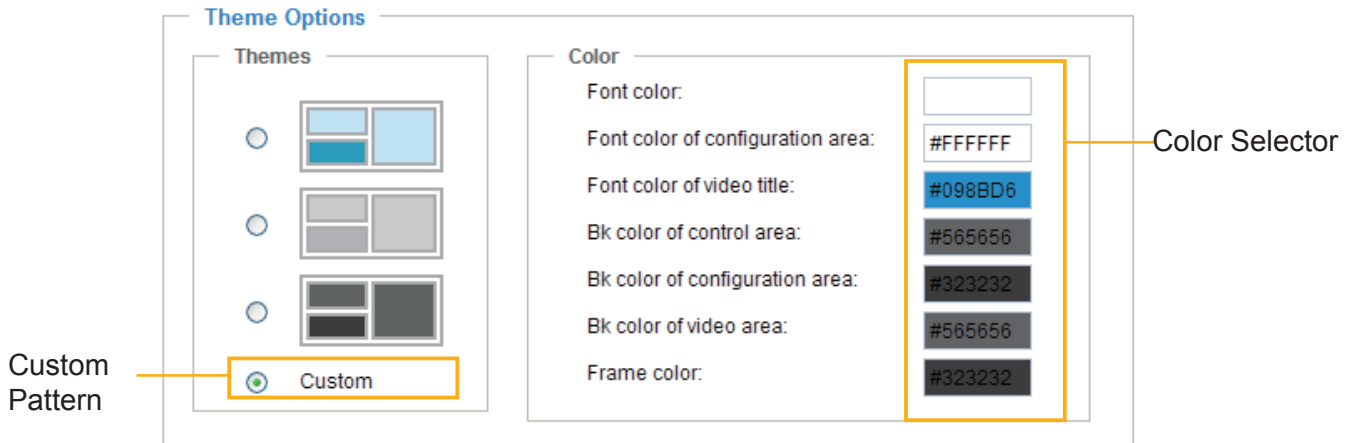 Theme Options
Themes
Custom
Color
Font color:
Font color of configuration area: #FFFFFF
Font color of video title: #098BD6
Bk color of control area: #565656
Bk color of configuration area: #323232
Bk color of video area: #565656
Frame color: #323232
Color Selector
Custom
Pattern